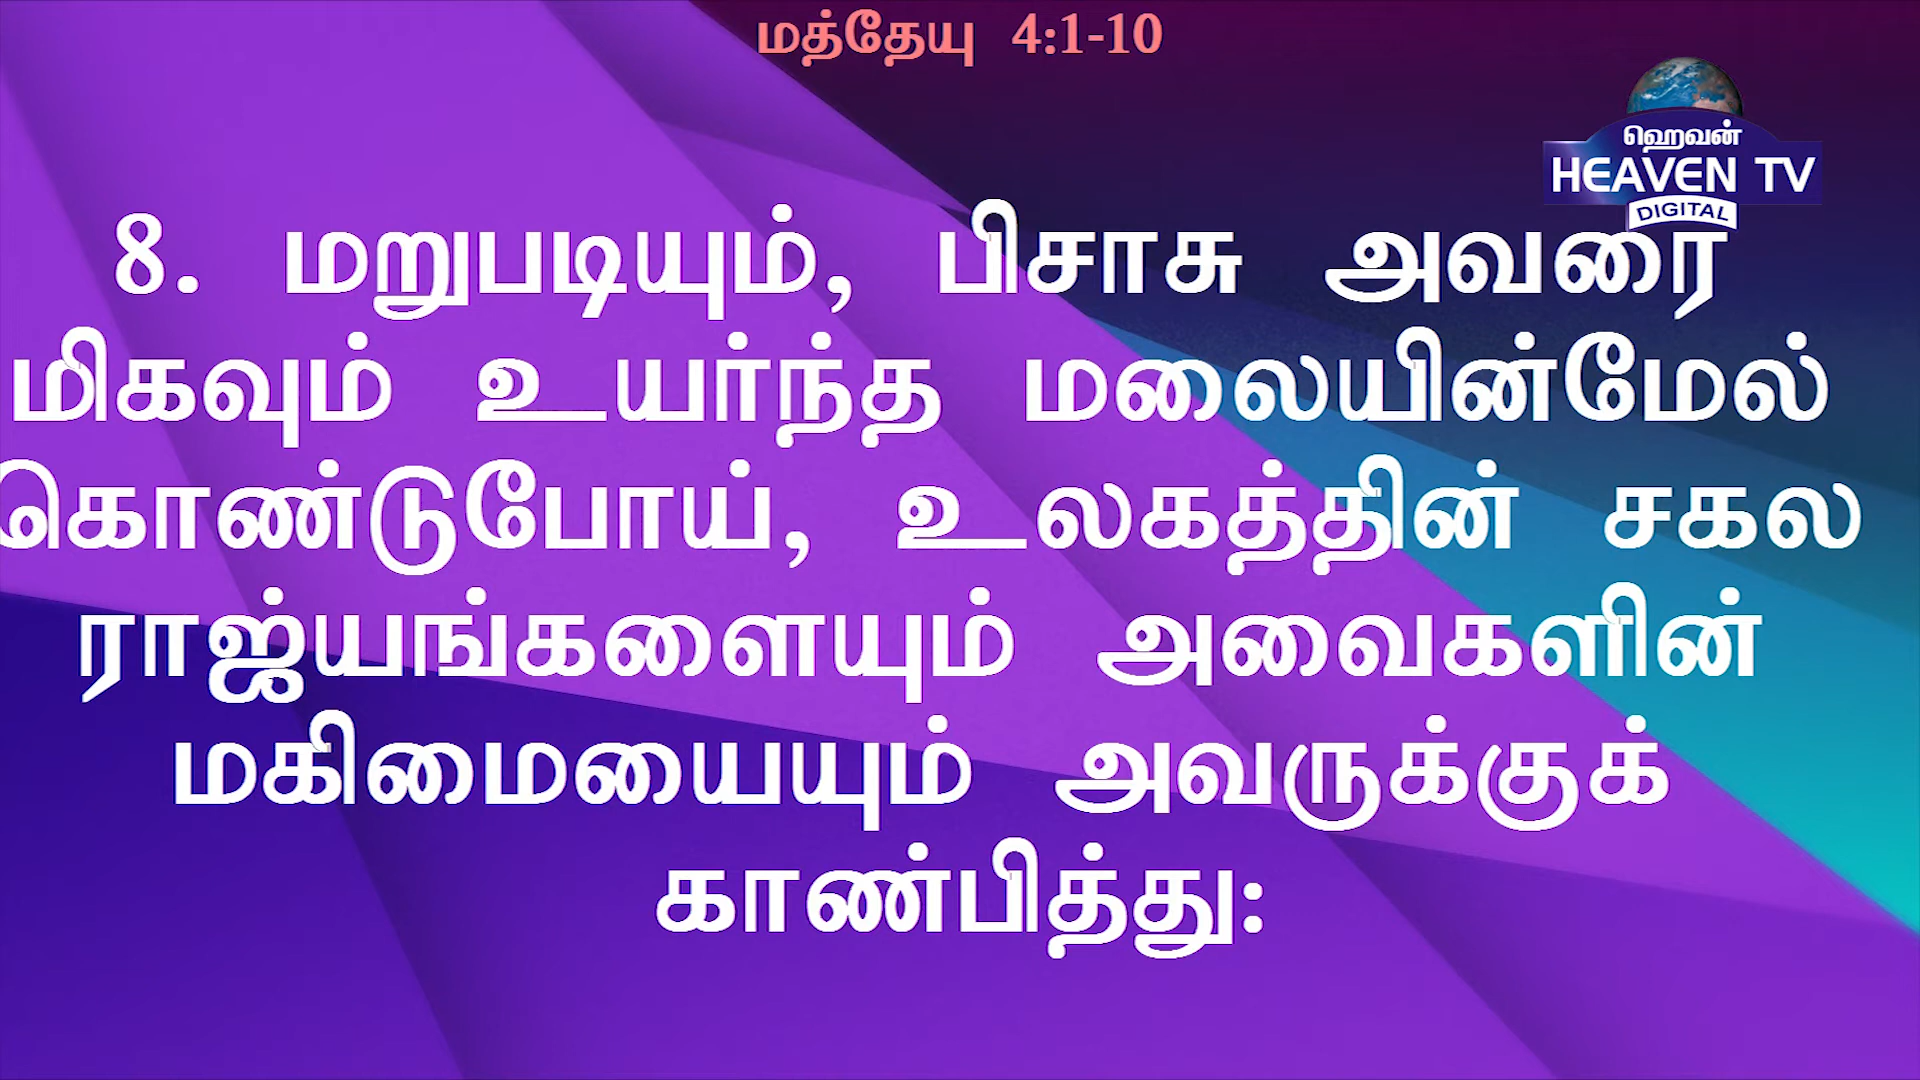 மத்தேயு 4:1-10
ஹெவன்
HEAVEN TV
DIGITAL
8. மறுபடியும், பிசாசு அவரை
மிகவும் உயர்ந்த மலையின்மேல்
கொண்டுபோய், உலகத்தின் சகல
ராஜ்யங்களையும் அவைகளின்
மகிமையையும் அவருக்குக்
காண்பித்து: